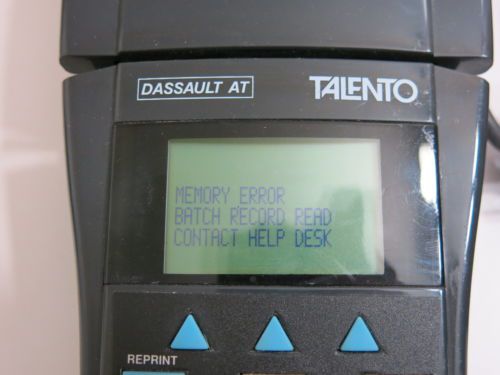 DASSAULT AT TALENTO
MEMORY ERROR
BATCH RECORD READ
CONTACT HELP DESK
REPRINT